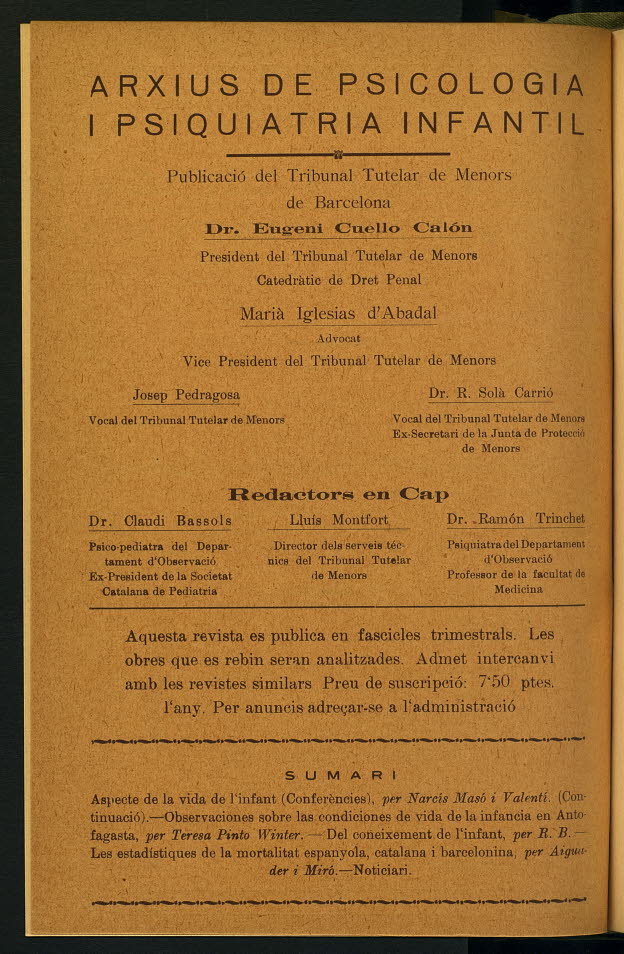 ARXIUS DE PSICOLOGIA
I PSIQUIATRIA INFANTIL
Publicació del Tribunal Tutelar de Menors
de Barcelona
Dr. Eugeni Cuello Calón
President del Tribunal Tutelar de Menors
Catedràtic de Dret Penal
Marià Iglesias d'Abadal
Advocat
Vice President del Tribunal Tutelar de Menors
Josep Pedragosa
Vocal del Tribunal Tutelar de Menors
Dr. R. Solà Carrió
Vocal del Tribunal Tutelar de Menors
Ex-Secretari de la Junta de Protecció
de Menors
Redactors en Cap
Dr. Claudi Bassols
Psico-pediatra del Depar-
tament d'Observació
Ex-President de la Societat
Catalana de Pediatria
Lluís Montfort
Director dels serveis téc-
nics del Tribunal Tutelar
de Menors
Dr. Ramón Trinchet
Psiquiatra del Departament
d'Observació
Professor de la facultat de
Medicina
Aquesta revista es publica en fascicles trimestrals. Les
obres que es rebin seran analitzades. Admet intercanvi
amb les revistes similars Preu de suscripció: 7'50 ptes.
l'any. Per anuncis adreçar-se a l'administració
SUMARI
Aspecte de la vida de l'infant (Conferències), per Narcís Masó i Valentí. (Con-
tinuació).—Observaciones sobre las condiciones de vida de la infancia en Anto-
fagasta, per Teresa Pinto Winter. — Del coneixement de l'infant, per R. B. —
Les estadístiques de la mortalitat espanyola, catalana i barcelonina, per Aigua-
der i Miró.—Noticiari.